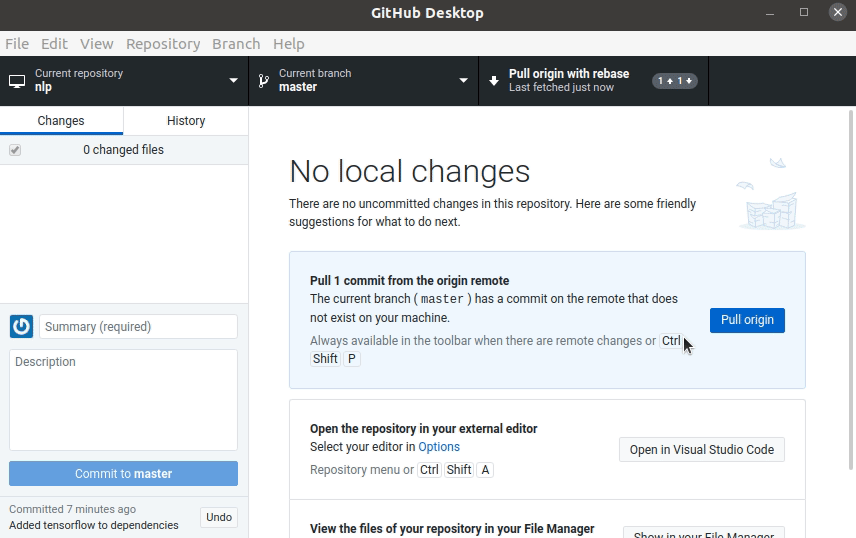 GitHub Desktop
File Edit View Repository Branch Help
Current repository
nlp
Current branch
master
Pull origin with rebase
Last fetched just now
1 1
Changes History
0 changed files
No local changes
There are no uncommitted changes in this repository. Here are some friendly
suggestions for what to do next.
Pull 1 commit from the origin remote
The current branch ( master ) has a commit on the remote that does
not exist on your machine.
Always available in the toolbar when there are remote changes or Ctrl
Shift P
Pull origin
Summary (required)
Description
Commit to master
Committed 7 minutes ago
Added tensorflow to dependencies
Undo
Open the repository in your external editor
Select your editor in Options
Repository menu or Ctrl Shift A
Open in Visual Studio Code
View the files of your repository in your File Manager
Show in your File Manager